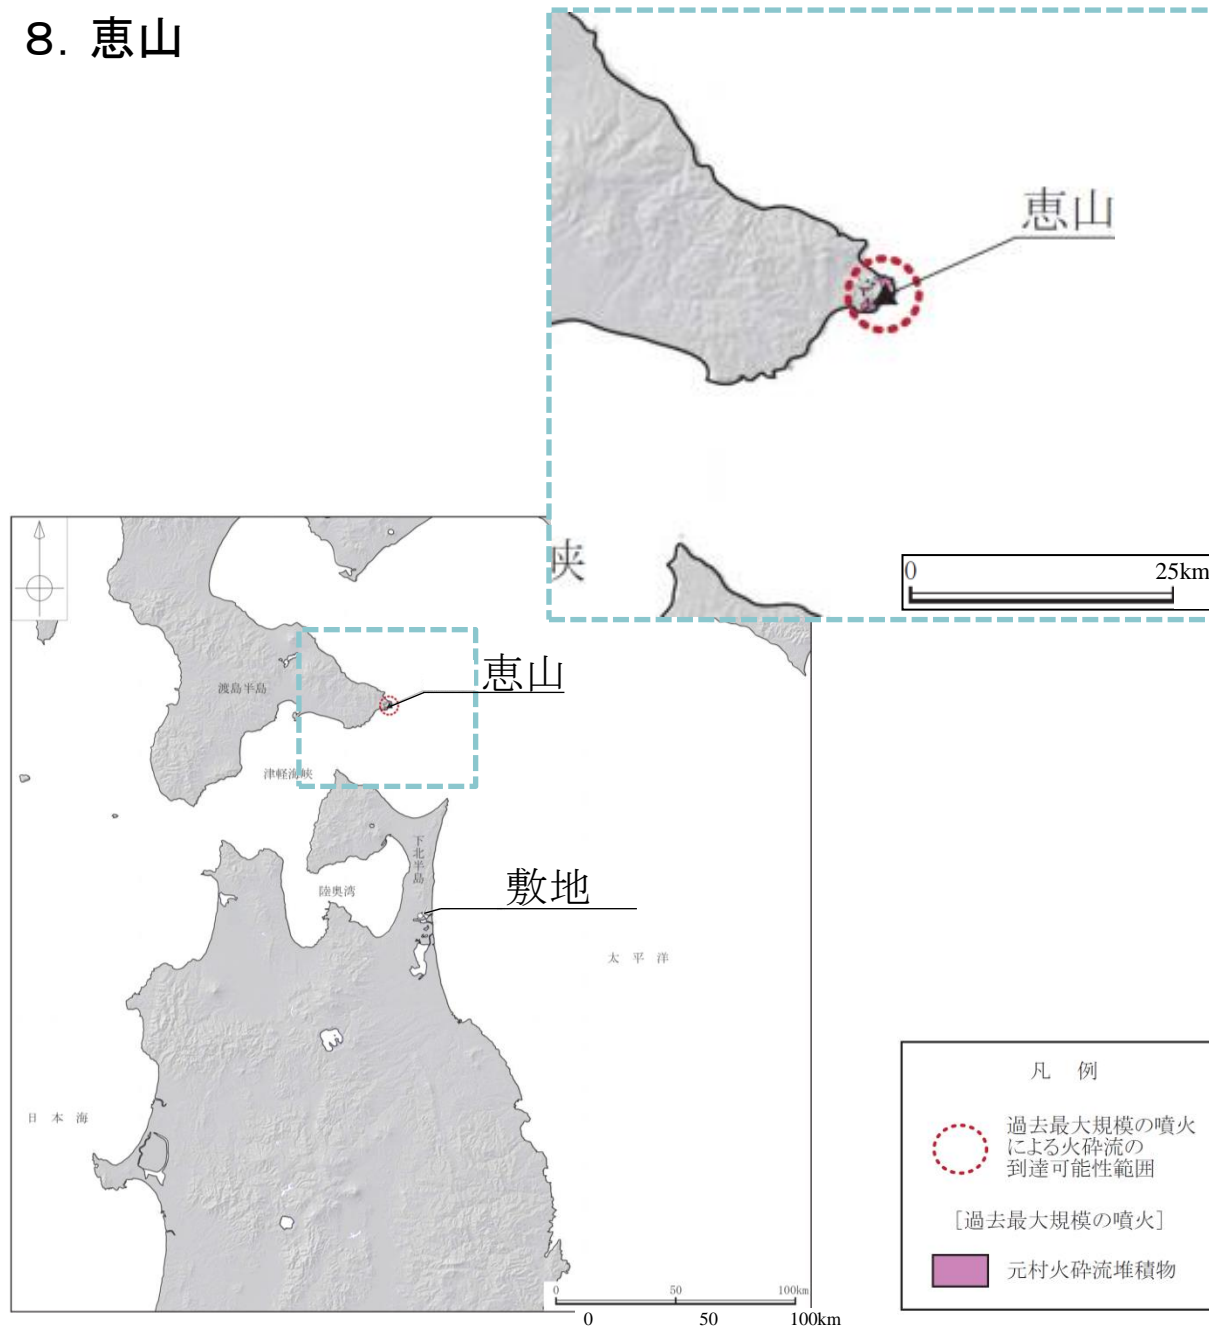 ８．恵山
恵山
峡
0 25km
恵山
渡島半島
津軽海峡
下北半島
陸奥湾
敷地
太平洋
日本海
0 50 100km
0 50 100km
凡 例
過去最大規模の噴火
による火砕流の
到達可能性範囲
［過去最大規模の噴火］
元村火砕流堆積物